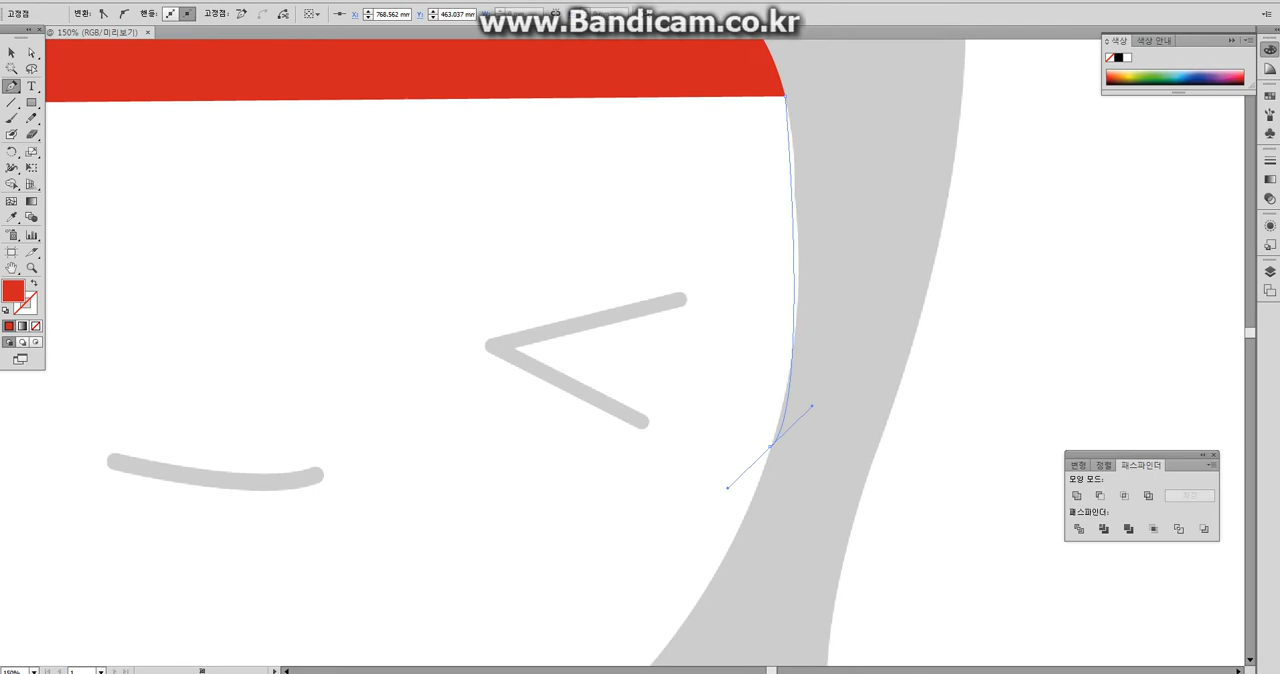 고정점 변환: 핸들: 고정점: X: 768.562 mm Y: 463.037 mm
www.Bandicam.co.kr
@ 150% (RGB/미리보기) ×
색상 색상 안내
T
변형 정렬 패스파인더
모양 모드:
확장
패스파인더:
150% 1